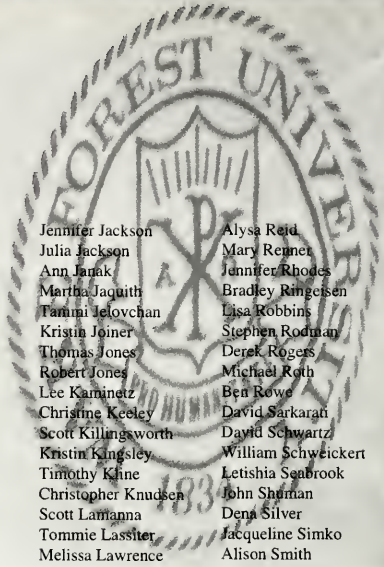 FOREST UNIVER
Jennifer Jackson
Julia Jackson
Ann Janak
Martha Jaquith
Tammi Jelovchan
Kristin Joiner
Thomas Jones
Robert Jones
Lee Kaminetz
Christine Keeley
Scott Killingsworth
Kristin Kingsley
Timothy Kline
Christopher Knudsen
Scott Lamanna
Tommie Lassiter
Melissa Lawrence
Alysa Reid
Mary Renner
Jennifer Rhodes
Bradley Ringeisen
Lisa Robbins
Stephen Rodman
Derek Rogers
Michael Roth
Ben Rowe
David Sarkarati
David Schwartz
William Schweickert
Letishia Seabrook
John Shuman
Dena Silver
Jacqueline Simko
Alison Smith
HUMA
183